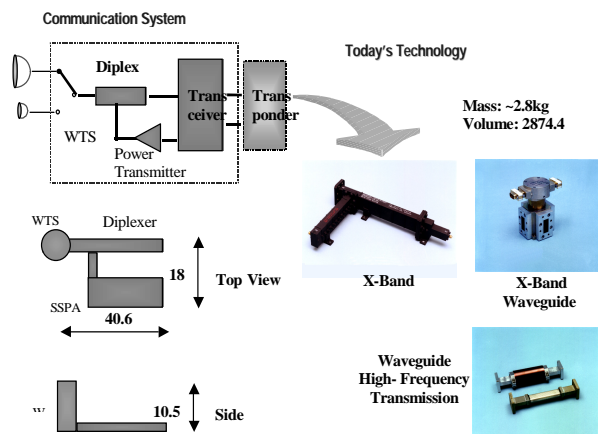 Communication System
Today's Technology
Diplex
Trans
ceiver
Trans
ponder
WTS
Power
Transmitter
Mass: ~2.8kg
Volume: 2874.4
WTS
Diplexer
18
Top View
SSPA
40.6
X-Band
X-Band
Waveguide
Waveguide
High- Frequency
Transmission
10.5
Side